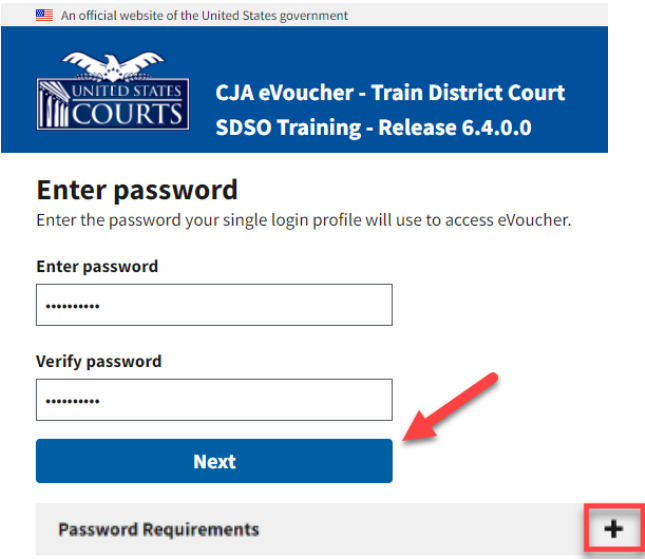 An official website of the United States government
UNITED STATES
COURTS
CJA eVoucher - Train District Court
SDSO Training - Release 6.4.0.0
Enter password
Enter the password your single login profile will use to access eVoucher.
Enter password
••••••••••
Verify password
••••••••••
Next
Password Requirements
+